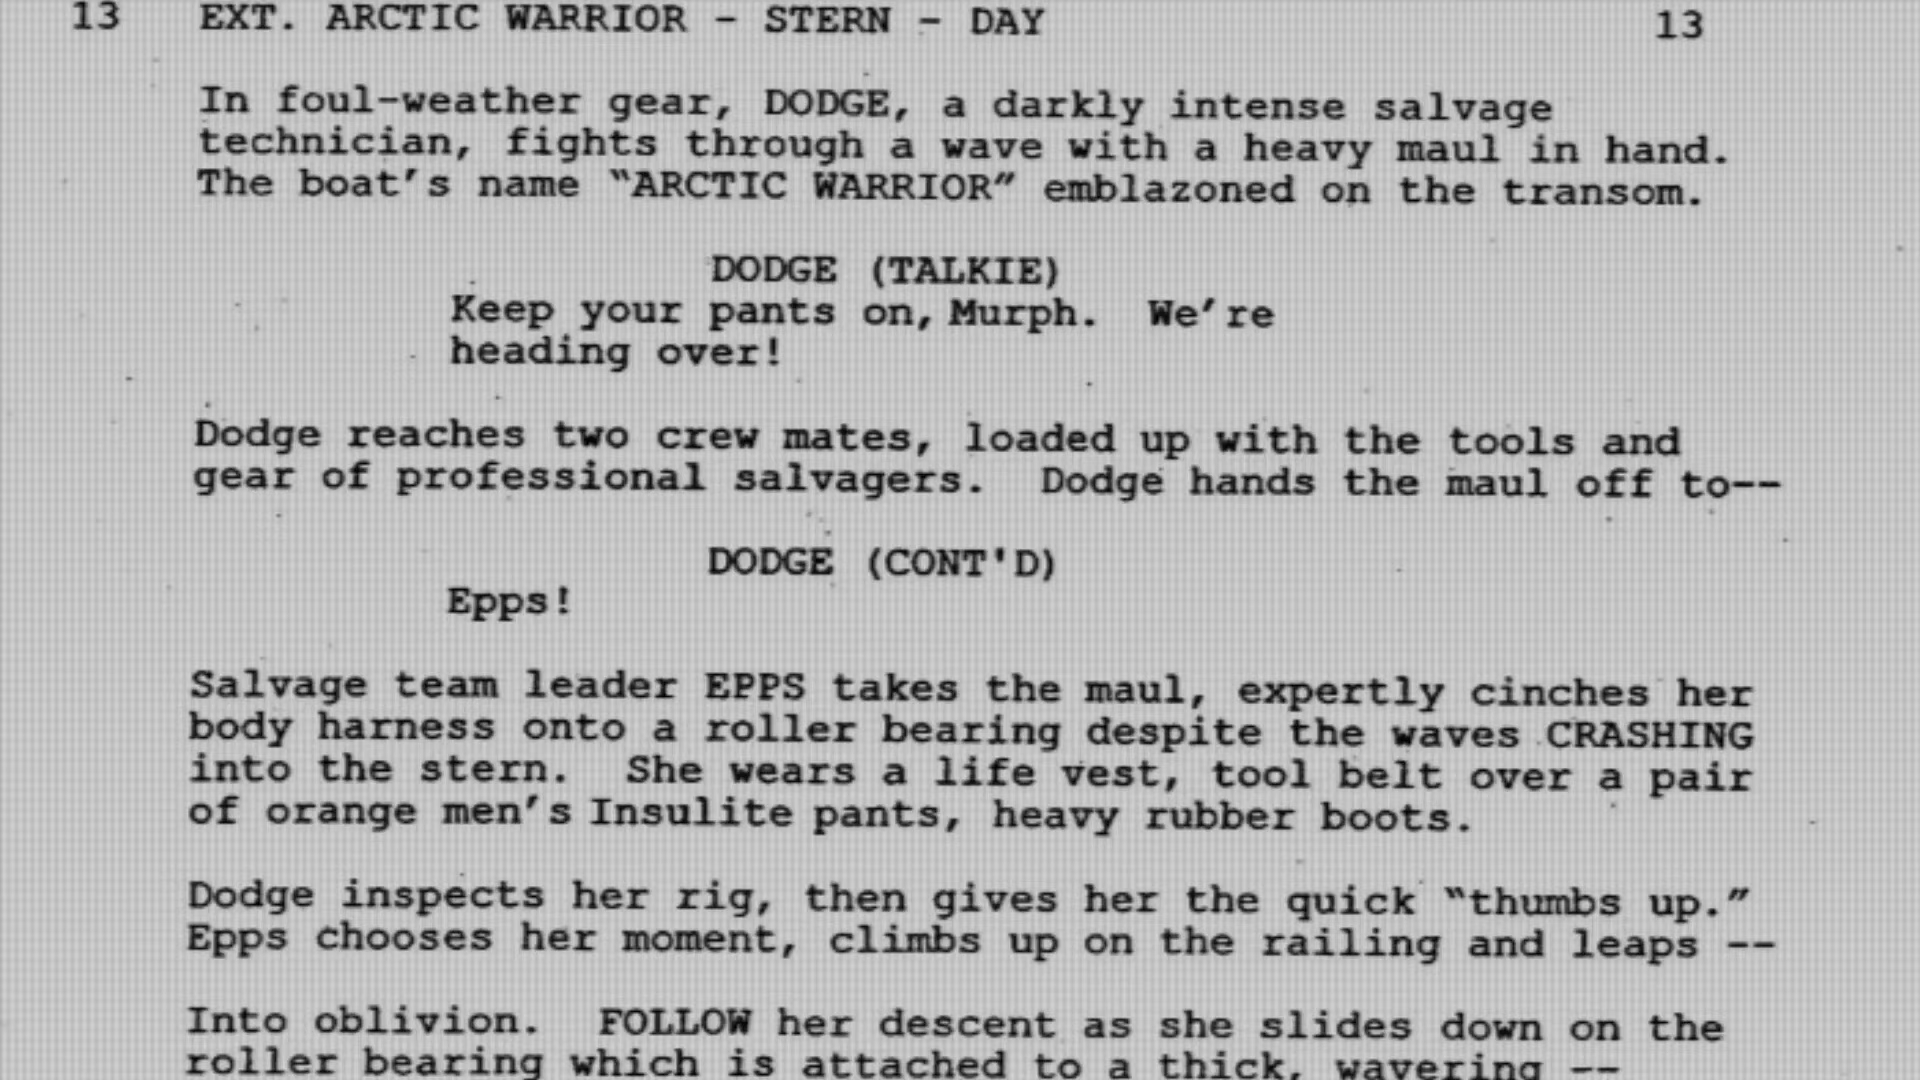 13 EXT. ARCTIC WARRIOR - STERN - DAY 13
In foul-weather gear, DODGE, a darkly intense salvage
technician, fights through a wave with a heavy maul in hand.
The boat's name "ARCTIC WARRIOR" emblazoned on the transom.
DODGE (TALKIE)
Keep your pants on, Murph. We're
heading over!
Dodge reaches two crew mates, loaded up with the tools and
gear of professional salvagers. Dodge hands the maul off to--
DODGE (CONT'D)
Epps!
Salvage team leader EPPS takes the maul, expertly cinches her
body harness onto a roller bearing despite the waves CRASHING
into the stern. She wears a life vest, tool belt over a pair
of orange men's Insulite pants, heavy rubber boots.
Dodge inspects her rig, then gives her the quick "thumbs up."
Epps chooses her moment, climbs up on the railing and leaps --
Into oblivion. FOLLOW her descent as she slides down on the
roller bearing which is attached to a thick, wavering --